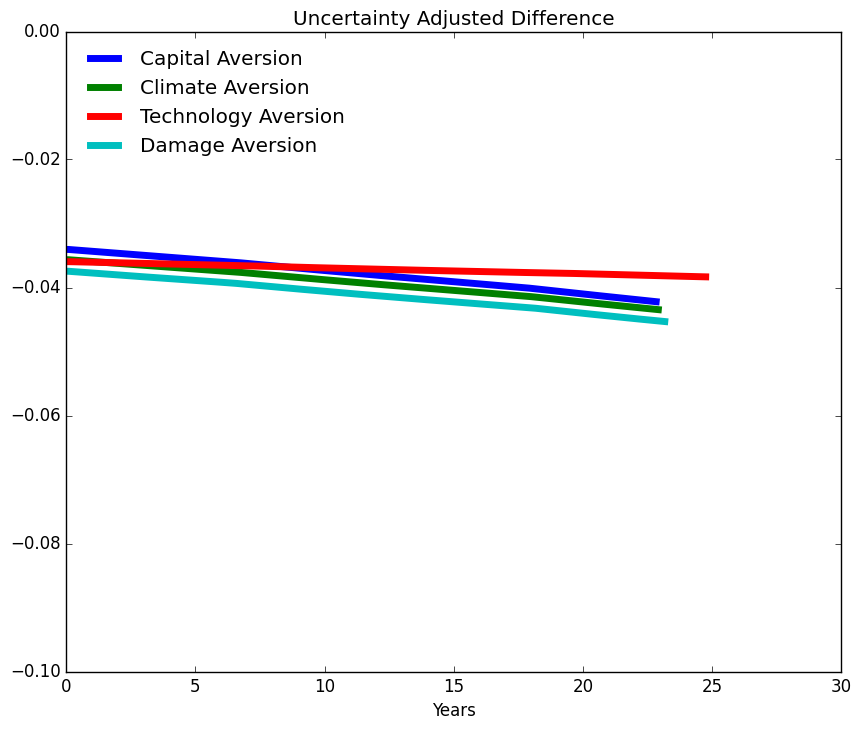 Uncertainty Adjusted Difference
0.00
Capital Aversion
Climate Aversion
Technology Aversion
Damage Aversion
−0.02
−0.04
−0.06
−0.08
−0.10
0 5 10 15 20 25 30
Years